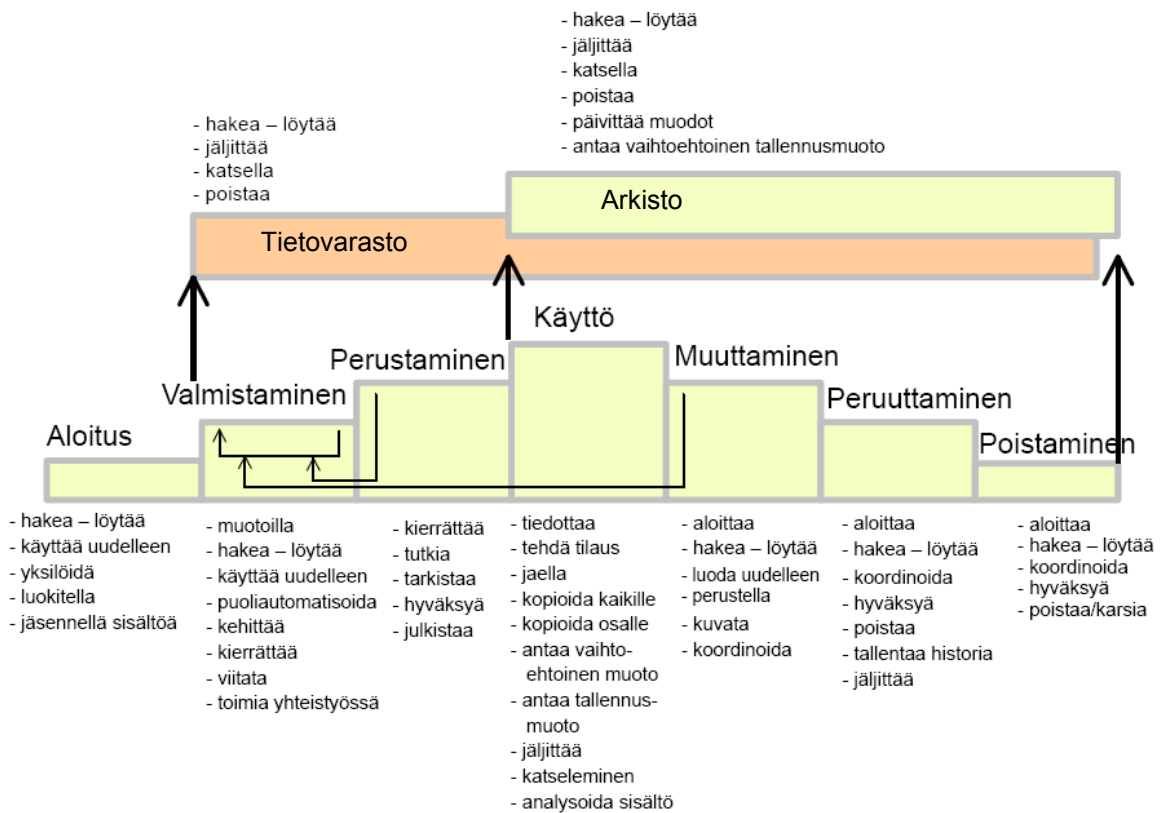 - hakea – löytää
- jäljittää
- katsella
- poistaa
- päivittää muodot
- antaa vaihtoehtoinen tallennusmuoto
- hakea – löytää
- jäljittää
- katsella
- poistaa
Arkisto
Tietovarasto
Käyttö
Perustaminen
Muuttaminen
Valmistaminen
Peruuttaminen
Aloitus
Poistaminen
- hakea – löytää
- käyttää uudelleen
- yksilöidä
- luokitella
- jäsennellä sisältöä
- muotoilla
- hakea – löytää
- käyttää uudelleen
- puoliautomatisoida
- kehittää
- kierrättää
- viitata
- toimia yhteistyössä
- kierrättää
- tutkia
- tarkistaa
- hyväksyä
- julkistaa
- tiedottaa
- tehdä tilaus
- jaella
- kopioida kaikille
- kopioida osalle
- antaa vaihto-
ehtoinen muoto
- antaa tallennus-
muoto
- jäljittää
- katseleminen
- analysoida sisältö
- aloittaa
- hakea – löytää
- luoda uudelleen
- perustella
- kuvata
- koordinoida
- aloittaa
- hakea – löytää
- koordinoida
- hyväksyä
- poistaa
- tallentaa historia
- jäljittää
- aloittaa
- hakea – löytää
- koordinoida
- hyväksyä
- poistaa/karsia